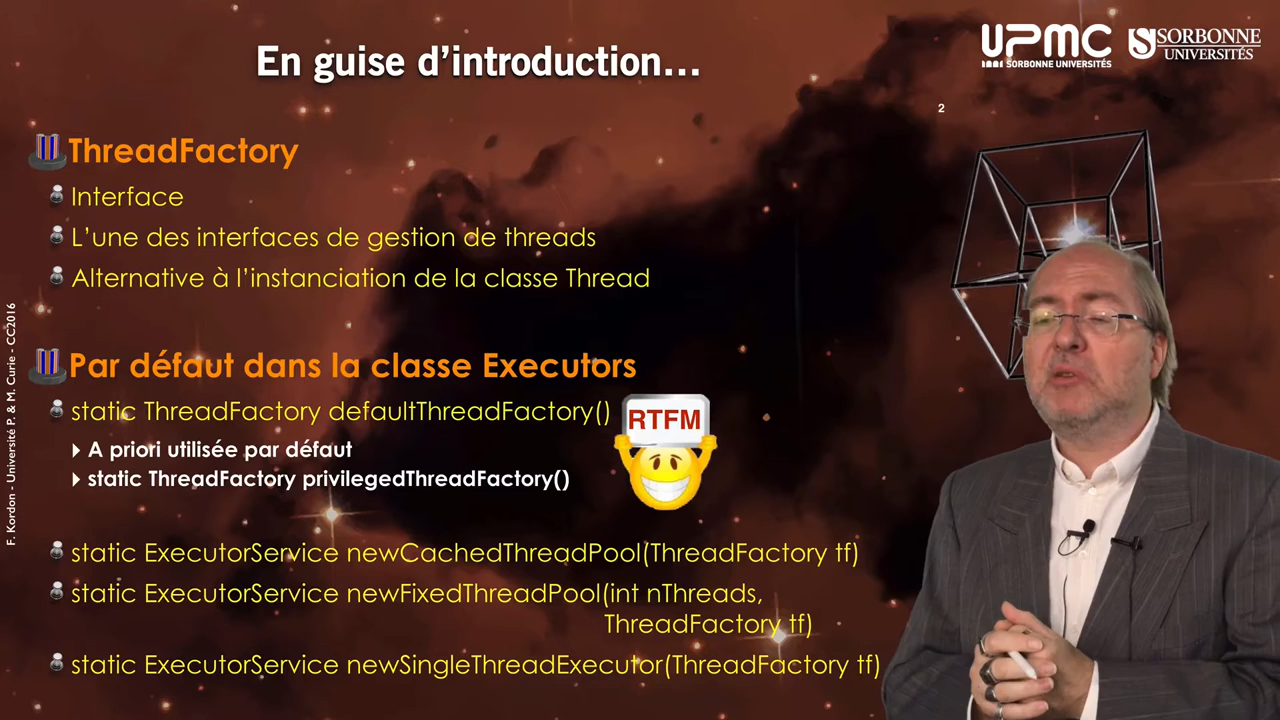 En guise d’introduction...
UPMC
SORBONNE UNIVERSITÉS
SORBONNE
UNIVERSITÉS
2
ThreadFactory
Interface
L’une des interfaces de gestion de threads
Alternative à l’instanciation de la classe Thread
Par défaut dans la classe Executors
static ThreadFactory defaultThreadFactory()
RTFM
A priori utilisée par défaut
static ThreadFactory privilegedThreadFactory()
static ExecutorService newCachedThreadPool(ThreadFactory tf)
static ExecutorService newFixedThreadPool(int nThreads,
ThreadFactory tf)
static ExecutorService newSingleThreadExecutor(ThreadFactory tf)
F. Kordon - Université P. & M. Curie - CC2016